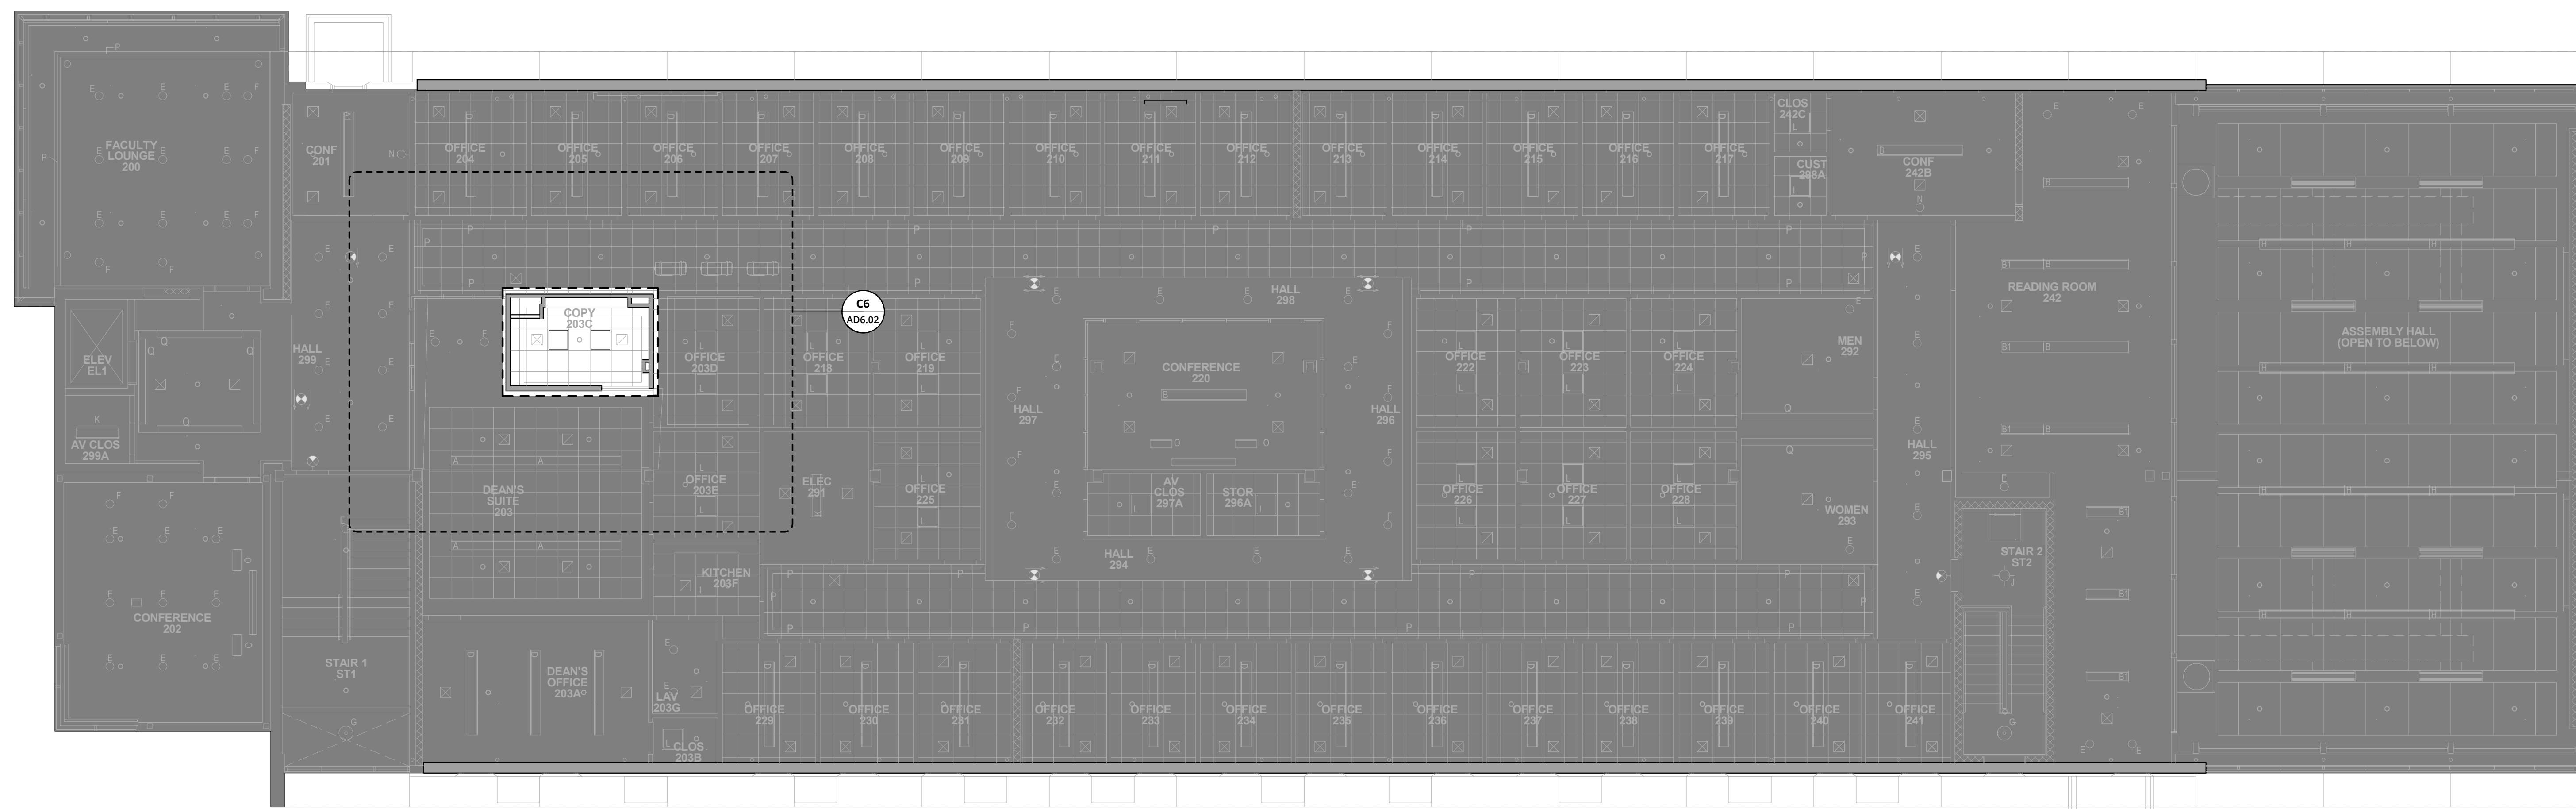 FACULTY
LOUNGE
200
CONF
201
OFFICE
204
OFFICE
205
OFFICE
206
OFFICE
207
OFFICE
208
OFFICE
209
OFFICE
210
OFFICE
211
OFFICE
212
OFFICE
213
OFFICE
214
OFFICE
215
OFFICE
216
OFFICE
217
CLOS
242C
CUST
298A
CONF
242B
READING ROOM
242
ASSEMBLY HALL
(OPEN TO BELOW)
C6
AD6.02
COPY
203C
HALL
299
ELEV
EL1
AV CLOS
299A
OFFICE
203D
OFFICE
218
OFFICE
219
HALL
298
HALL
297
CONFERENCE
220
HALL
296
OFFICE
222
OFFICE
223
OFFICE
224
MEN
292
HALL
295
DEAN'S
SUITE
203
OFFICE
203E
ELEC
291
OFFICE
225
AV
CLOS
297A
STOR
296A
OFFICE
226
OFFICE
227
OFFICE
228
WOMEN
293
STAIR 2
ST2
HALL
294
KITCHEN
203F
CONFERENCE
202
STAIR 1
ST1
DEAN'S
OFFICE
203A
LAV
203G
CLOS
203B
OFFICE
229
OFFICE
230
OFFICE
231
OFFICE
232
OFFICE
233
OFFICE
234
OFFICE
235
OFFICE
236
OFFICE
237
OFFICE
238
OFFICE
239
OFFICE
240
OFFICE
241